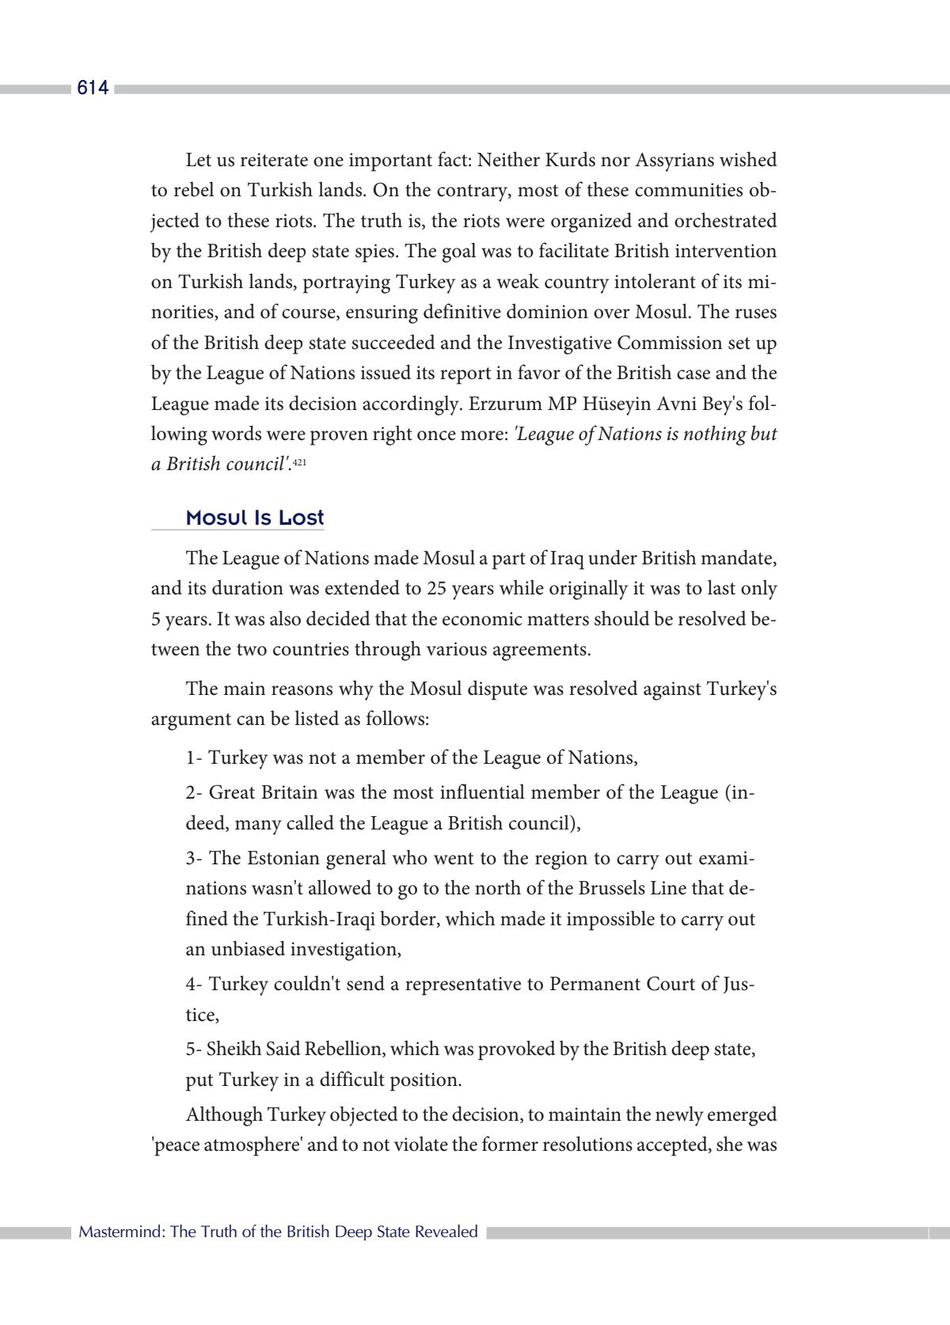 614
Let us reiterate one important fact: Neither Kurds nor Assyrians wished
to rebel on Turkish lands. On the contrary, most of these communities ob-
jected to these riots. The truth is, the riots were organized and orchestrated
by the British deep state spies. The goal was to facilitate British intervention
on Turkish lands, portraying Turkey as a weak country intolerant of its mi-
norities, and of course, ensuring definitive dominion over Mosul. The ruses
of the British deep state succeeded and the Investigative Commission set up
by the League of Nations issued its report in favor of the British case and the
League made its decision accordingly. Erzurum MP Hüseyin Avni Bey's fol-
lowing words were proven right once more: 'League of Nations is nothing but
a British council'.421
Mosul Is Lost
The League of Nations made Mosul a part of Iraq under British mandate,
and its duration was extended to 25 years while originally it was to last only
5 years. It was also decided that the economic matters should be resolved be-
tween the two countries through various agreements.
The main reasons why the Mosul dispute was resolved against Turkey's
argument can be listed as follows:
1- Turkey was not a member of the League of Nations,
2- Great Britain was the most influential member of the League (in-
deed, many called the League a British council),
3- The Estonian general who went to the region to carry out exami-
nations wasn't allowed to go to the north of the Brussels Line that de-
fined the Turkish-Iraqi border, which made it impossible to carry out
an unbiased investigation,
4- Turkey couldn't send a representative to Permanent Court of Jus-
tice,
5- Sheikh Said Rebellion, which was provoked by the British deep state,
put Turkey in a difficult position.
Although Turkey objected to the decision, to maintain the newly emerged
'peace atmosphere' and to not violate the former resolutions accepted, she was
Mastermind: The Truth of the British Deep State Revealed